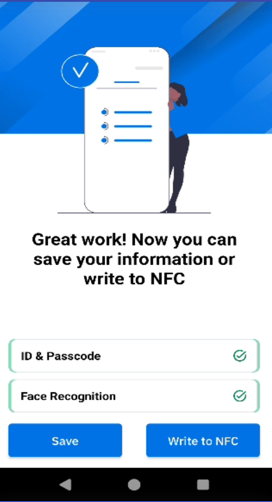 Great work! Now you can
save your information or
write to NFC
ID & Passcode
Face Recognition
Save
Write to NFC